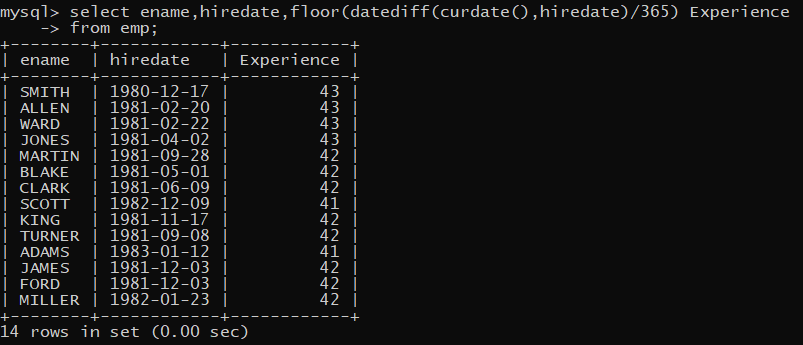 mysql> select ename,hiredate,floor(datediff(curdate(),hiredate)/365) Experience
    -> from emp;
+--------+------------+------------+
| ename  | hiredate   | Experience |
+--------+------------+------------+
| SMITH  | 1980-12-17 |         43 |
| ALLEN  | 1981-02-20 |         43 |
| WARD   | 1981-02-22 |         43 |
| JONES  | 1981-04-02 |         43 |
| MARTIN | 1981-09-28 |         42 |
| BLAKE  | 1981-05-01 |         42 |
| CLARK  | 1981-06-09 |         42 |
| SCOTT  | 1982-12-09 |         41 |
| KING   | 1981-11-17 |         42 |
| TURNER | 1981-09-08 |         42 |
| ADAMS  | 1983-01-12 |         41 |
| JAMES  | 1981-12-03 |         42 |
| FORD   | 1981-12-03 |         42 |
| MILLER | 1982-01-23 |         42 |
+--------+------------+------------+
14 rows in set (0.00 sec)